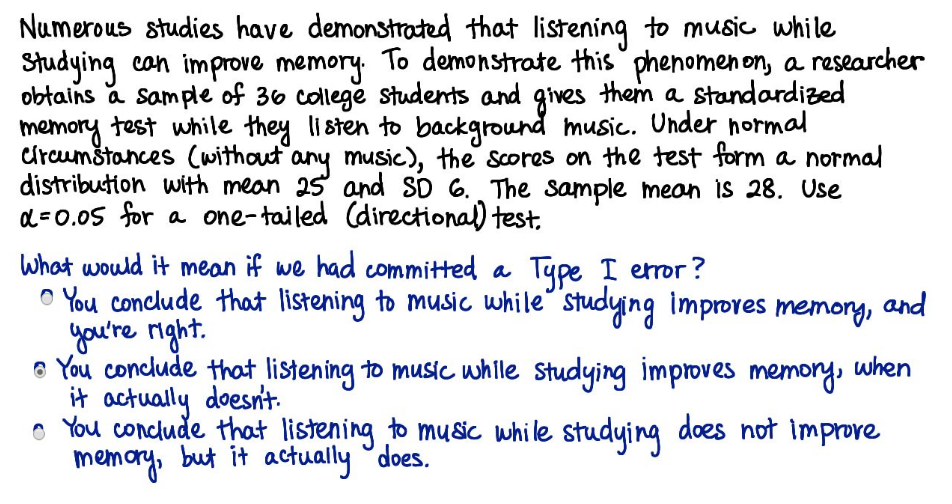 Numerous studies have demonstrated that listening to music while
studying can improve memory. To demonstrate this phenomenon, a researcher
obtains a sample of 36 college students and gives them a standardized
memory test while they listen to background music. Under normal
circumstances (without any music), the scores on the test form a normal
distribution with mean 25 and SD 6. The sample mean is 28. Use
α=0.05 for a one-tailed (directional) test.
What would it mean if we had committed a Type I error?
You conclude that listening to music while studying improves memory, and
you're right.
You conclude that listening to music while studying improves memory, when
it actually doesn't.
You conclude that listening to music while studying does not improve
memory, but it actually does.